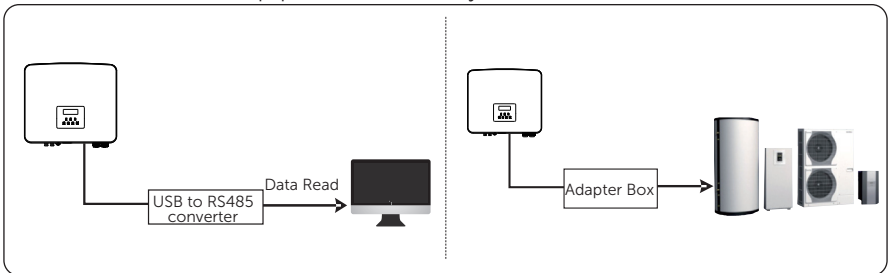 USB to RS485
converter
Data Read
Adapter Box